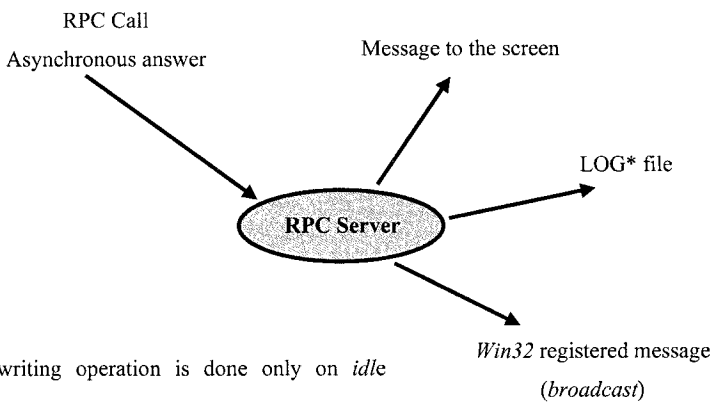 RPC Call
Asynchronous answer
Message to the screen
LOG* file
RPC Server
Win32 registered message
(broadcast)
writing operation is done only on idle